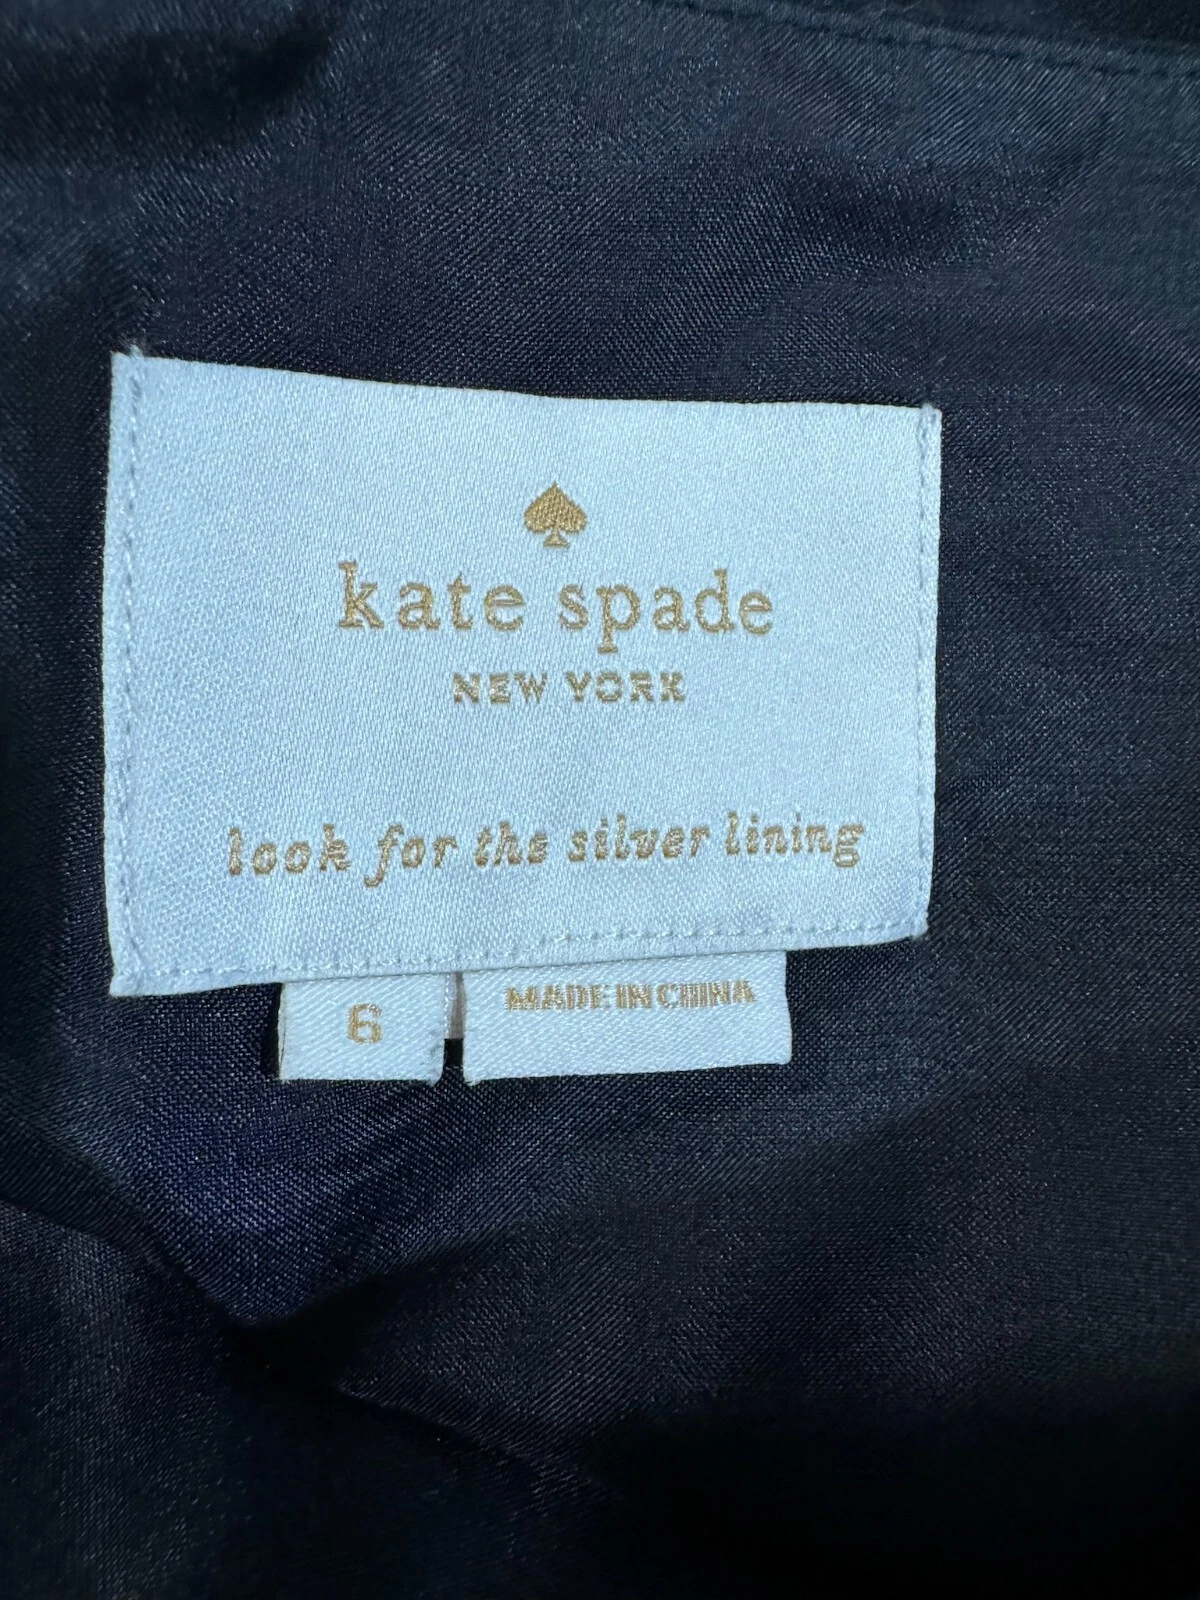 kate spade
NEW YORK
look for the silver lining
6
MADE IN CHINA